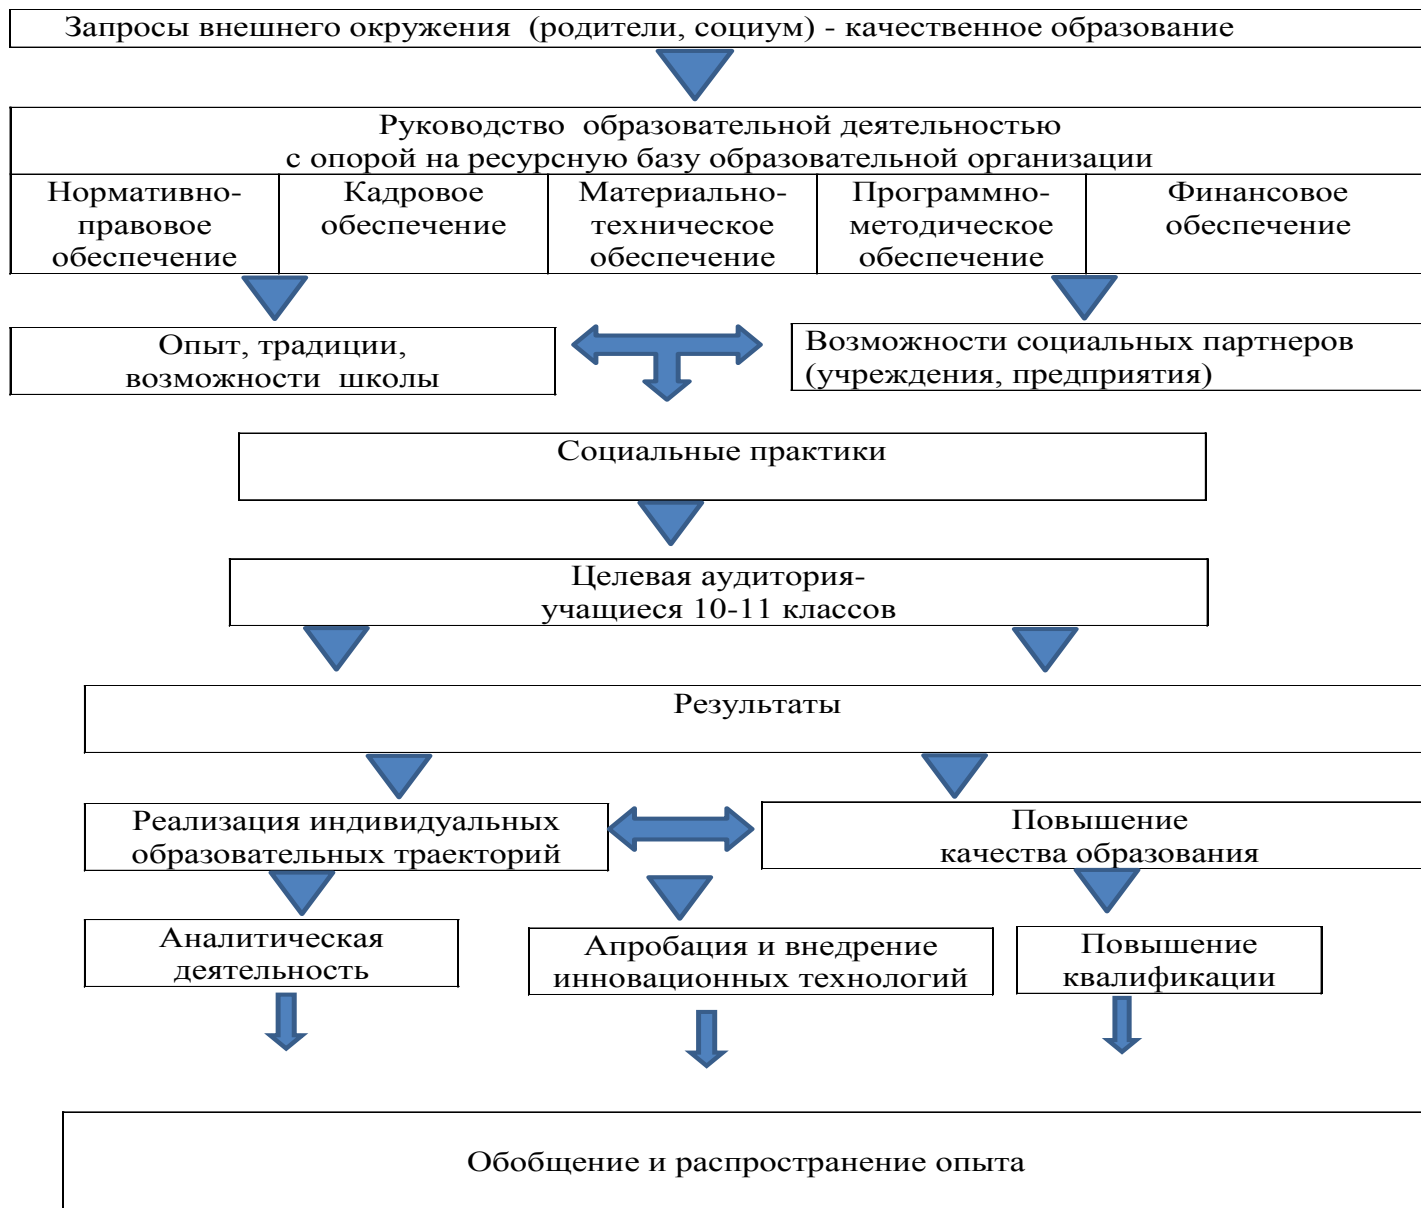 Запросы внешнего окружения (родители, социум) - качественное образование
Руководство образовательной деятельностью
с опорой на ресурсную базу образовательной организации
Нормативно-
правовое
обеспечение
Кадровое
обеспечение
Материально-
техническое
обеспечение
Программно-
методическое
обеспечение
Финансовое
обеспечение
Опыт, традиции,
возможности школы
Возможности социальных партнеров
(учреждения, предприятия)
Социальные практики
Целевая аудитория-
учащиеся 10-11 классов
Результаты
Реализация индивидуальных
образовательных траекторий
Повышение
качества образования
Аналитическая
деятельность
Апробация и внедрение
инновационных технологий
Повышение
квалификации
Обобщение и распространение опыта